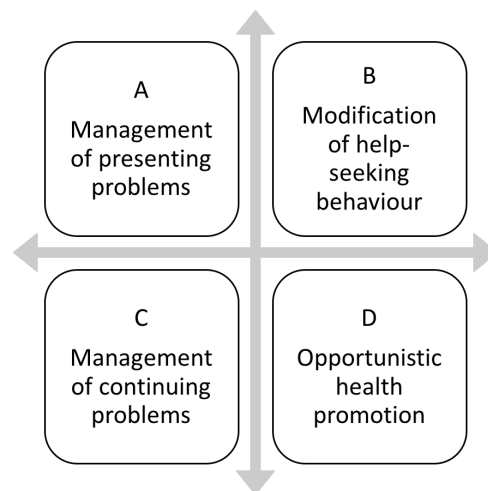 A
Management
of presenting
problems
B
Modification
of help-
seeking
behaviour
C
Management
of continuing
problems
D
Opportunistic
health
promotion